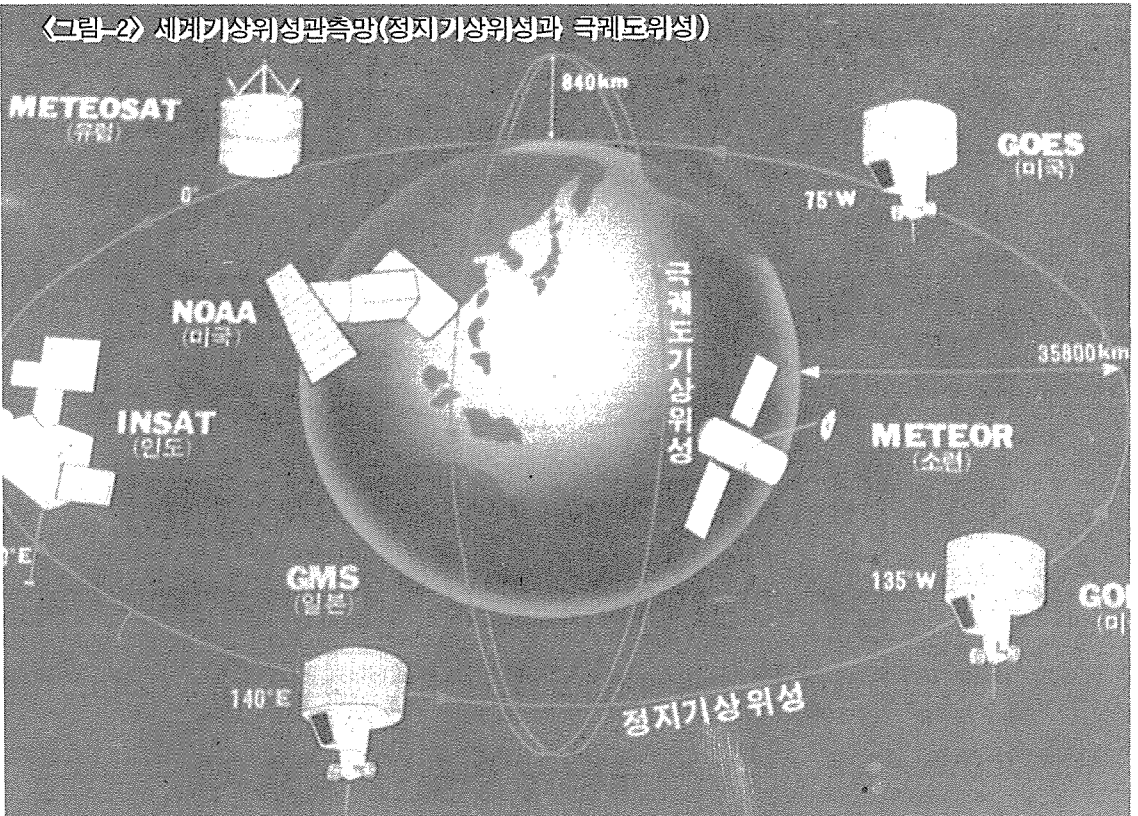 <그림-2> 세계기상위성관측망(정지기상위성과 극궤도위성)
840km
METEOSAT
(유럽)
GOES
(미국)
0°
75°W
NOAA
(미국)
극궤도기상위성
35800km
INSAT
(인도)
METEOR
(소련)
GMS
(일본)
135°W
140°E
정지기상위성